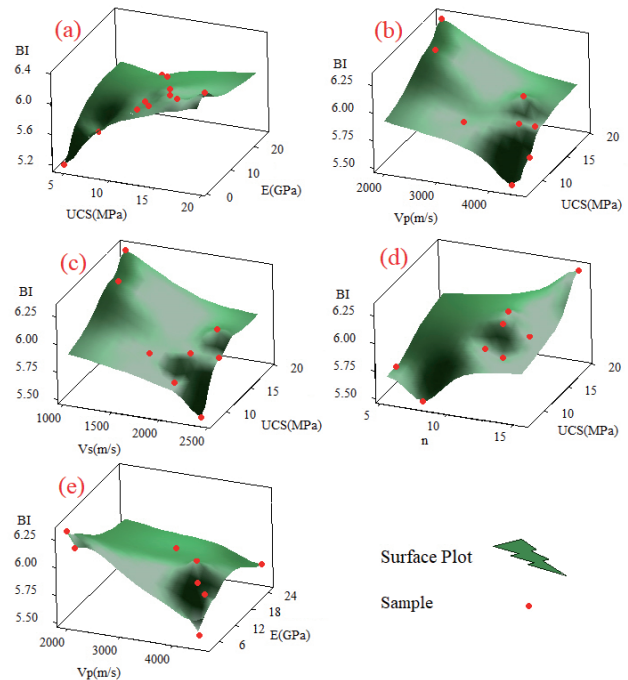 (a)
BI
6.4
6.0
5.6
5.2
5
10
15
20
UCS(MPa)
0
10
20
E(GPa)
(b)
BI
6.25
6.00
5.75
5.50
2000
3000
4000
Vp(m/s)
10
15
20
UCS(MPa)
(c)
BI
6.25
6.00
5.75
5.50
1000
1500
2000
2500
Vs(m/s)
10
15
20
UCS(MPa)
(d)
BI
6.25
6.00
5.75
5.50
5
10
15
n
10
15
20
UCS(MPa)
(e)
BI
6.25
6.00
5.75
5.50
2000
3000
4000
Vp(m/s)
6
12
18
24
E(GPa)
Surface Plot
Sample